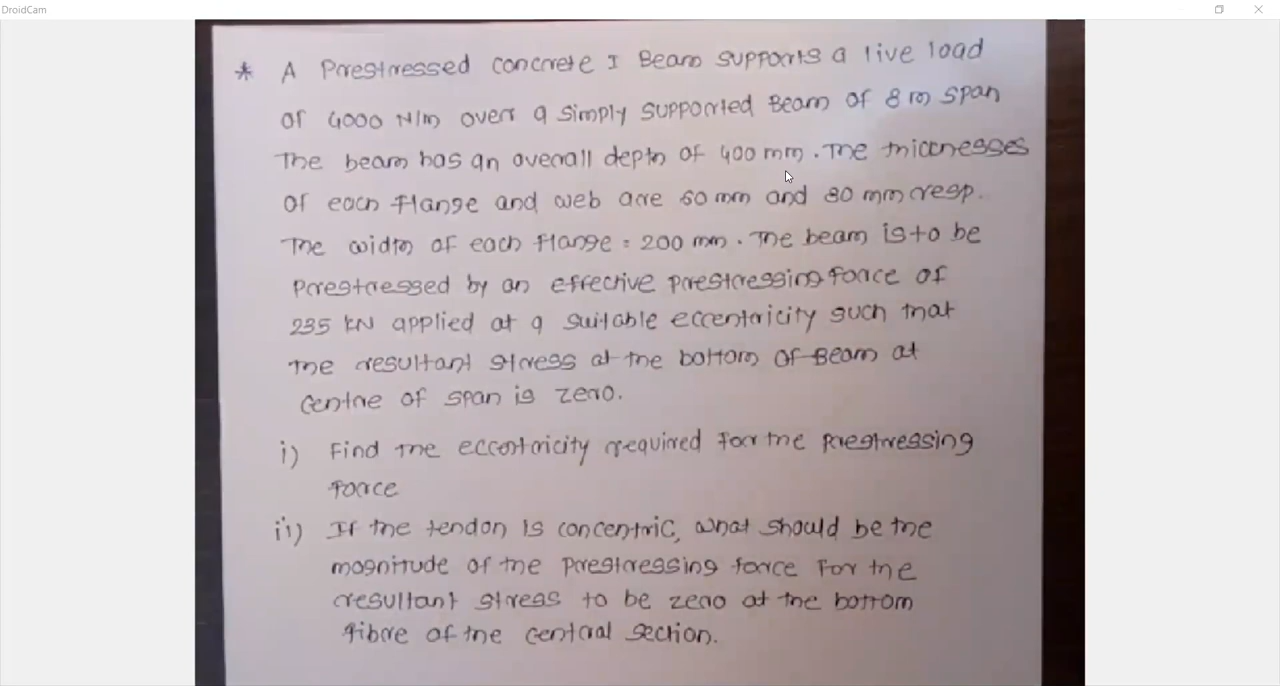 DroidCam
* A Prestressed concrete I Beam supports a live load
of 4000 N/m over a simply supported Beam of 8 m span
The beam has an overall depth of 400 mm. The thicknesses
of each flange and web are 60 mm and 80 mm resp.
The width of each flange = 200 mm. The beam is to be
prestressed by an effective prestressing force of
235 kN applied at a suitable eccentricity such that
the resultant stress at the bottom of Beam at
centre of span is zero.
i) Find the eccentricity required for the prestressing
force
ii) If the tendon is concentric, what should be the
magnitude of the prestressing force for the
resultant stress to be zero at the bottom
fibre of the central section.